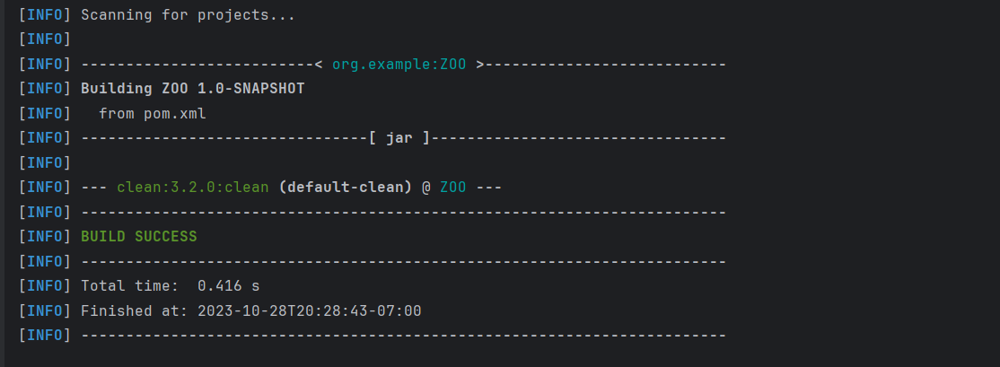 [INFO] Scanning for projects...
[INFO]
[INFO] --------------------------< org.example:ZOO >---------------------------
[INFO] Building ZOO 1.0-SNAPSHOT
[INFO]   from pom.xml
[INFO] --------------------------------[ jar ]---------------------------------
[INFO]
[INFO] --- clean:3.2.0:clean (default-clean) @ ZOO ---
[INFO] ------------------------------------------------------------------------
[INFO] BUILD SUCCESS
[INFO] ------------------------------------------------------------------------
[INFO] Total time:  0.416 s
[INFO] Finished at: 2023-10-28T20:28:43-07:00
[INFO] ------------------------------------------------------------------------